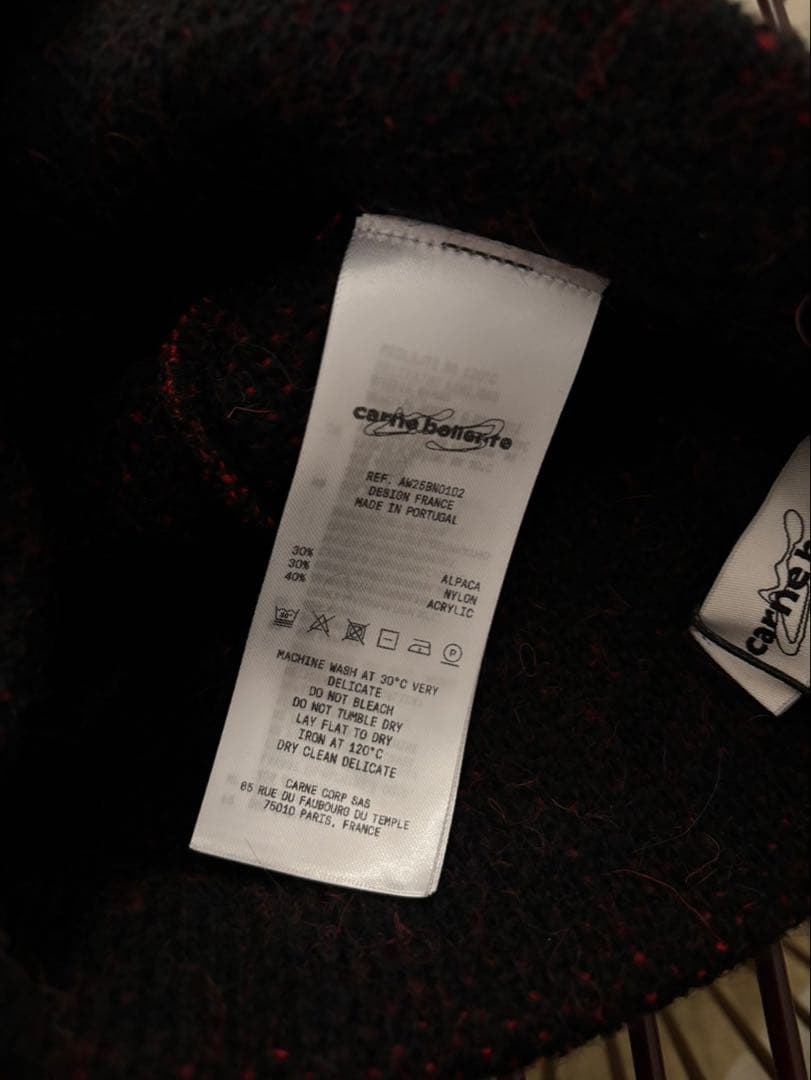 carne bollente
REF. AW25BN0102
DESIGN FRANCE
MADE IN PORTUGAL
30% ALPACA
30% NYLON
40% ACRYLIC
30°
P
MACHINE WASH AT 30°C VERY
DELICATE
DO NOT BLEACH
DO NOT TUMBLE DRY
LAY FLAT TO DRY
IRON AT 120°C
DRY CLEAN DELICATE
CARNE CORP SAS
65 RUE DU FAUBOURG DU TEMPLE
75010 PARIS, FRANCE
carne b